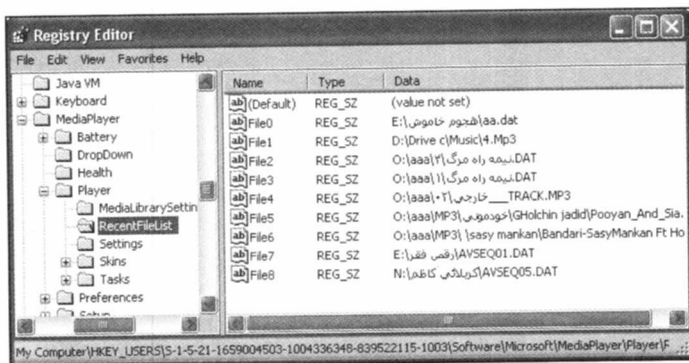 Registry Editor
File Edit View Favorites Help
Java VM
Keyboard
MediaPlayer
Battery
DropDown
Health
Player
MediaLibrarySettin
RecentFileList
Settings
Skins
Tasks
Preferences
Setup
Name Type Data
(Default) REG_SZ (value not set)
File0 REG_SZ E:\هجوم خاموش\aa.dat
File1 REG_SZ D:\Drive c\Music\4.Mp3
File2 REG_SZ O:\aaa\نیمه راه مرگ\۲.DAT
File3 REG_SZ O:\aaa\نیمه راه مرگ\۱.DAT
File4 REG_SZ O:\aaa\خارجی\۰۲___TRACK.MP3
File5 REG_SZ O:\aaa\MP3\خودمونی\GHolchin jadid\Pooyan_And_Sia.
File6 REG_SZ O:\aaa\MP3\ \sasy mankan\Bandari-SasyMankan Ft Ho
File7 REG_SZ E:\رقص فقر\AVSEQ01.DAT
File8 REG_SZ N:\کربلائی کاظم\AVSEQ05.DAT
My Computer\HKEY_USERS\S-1-5-21-1659004503-1004336348-839522115-1003\Software\Microsoft\MediaPlayer\Player\F